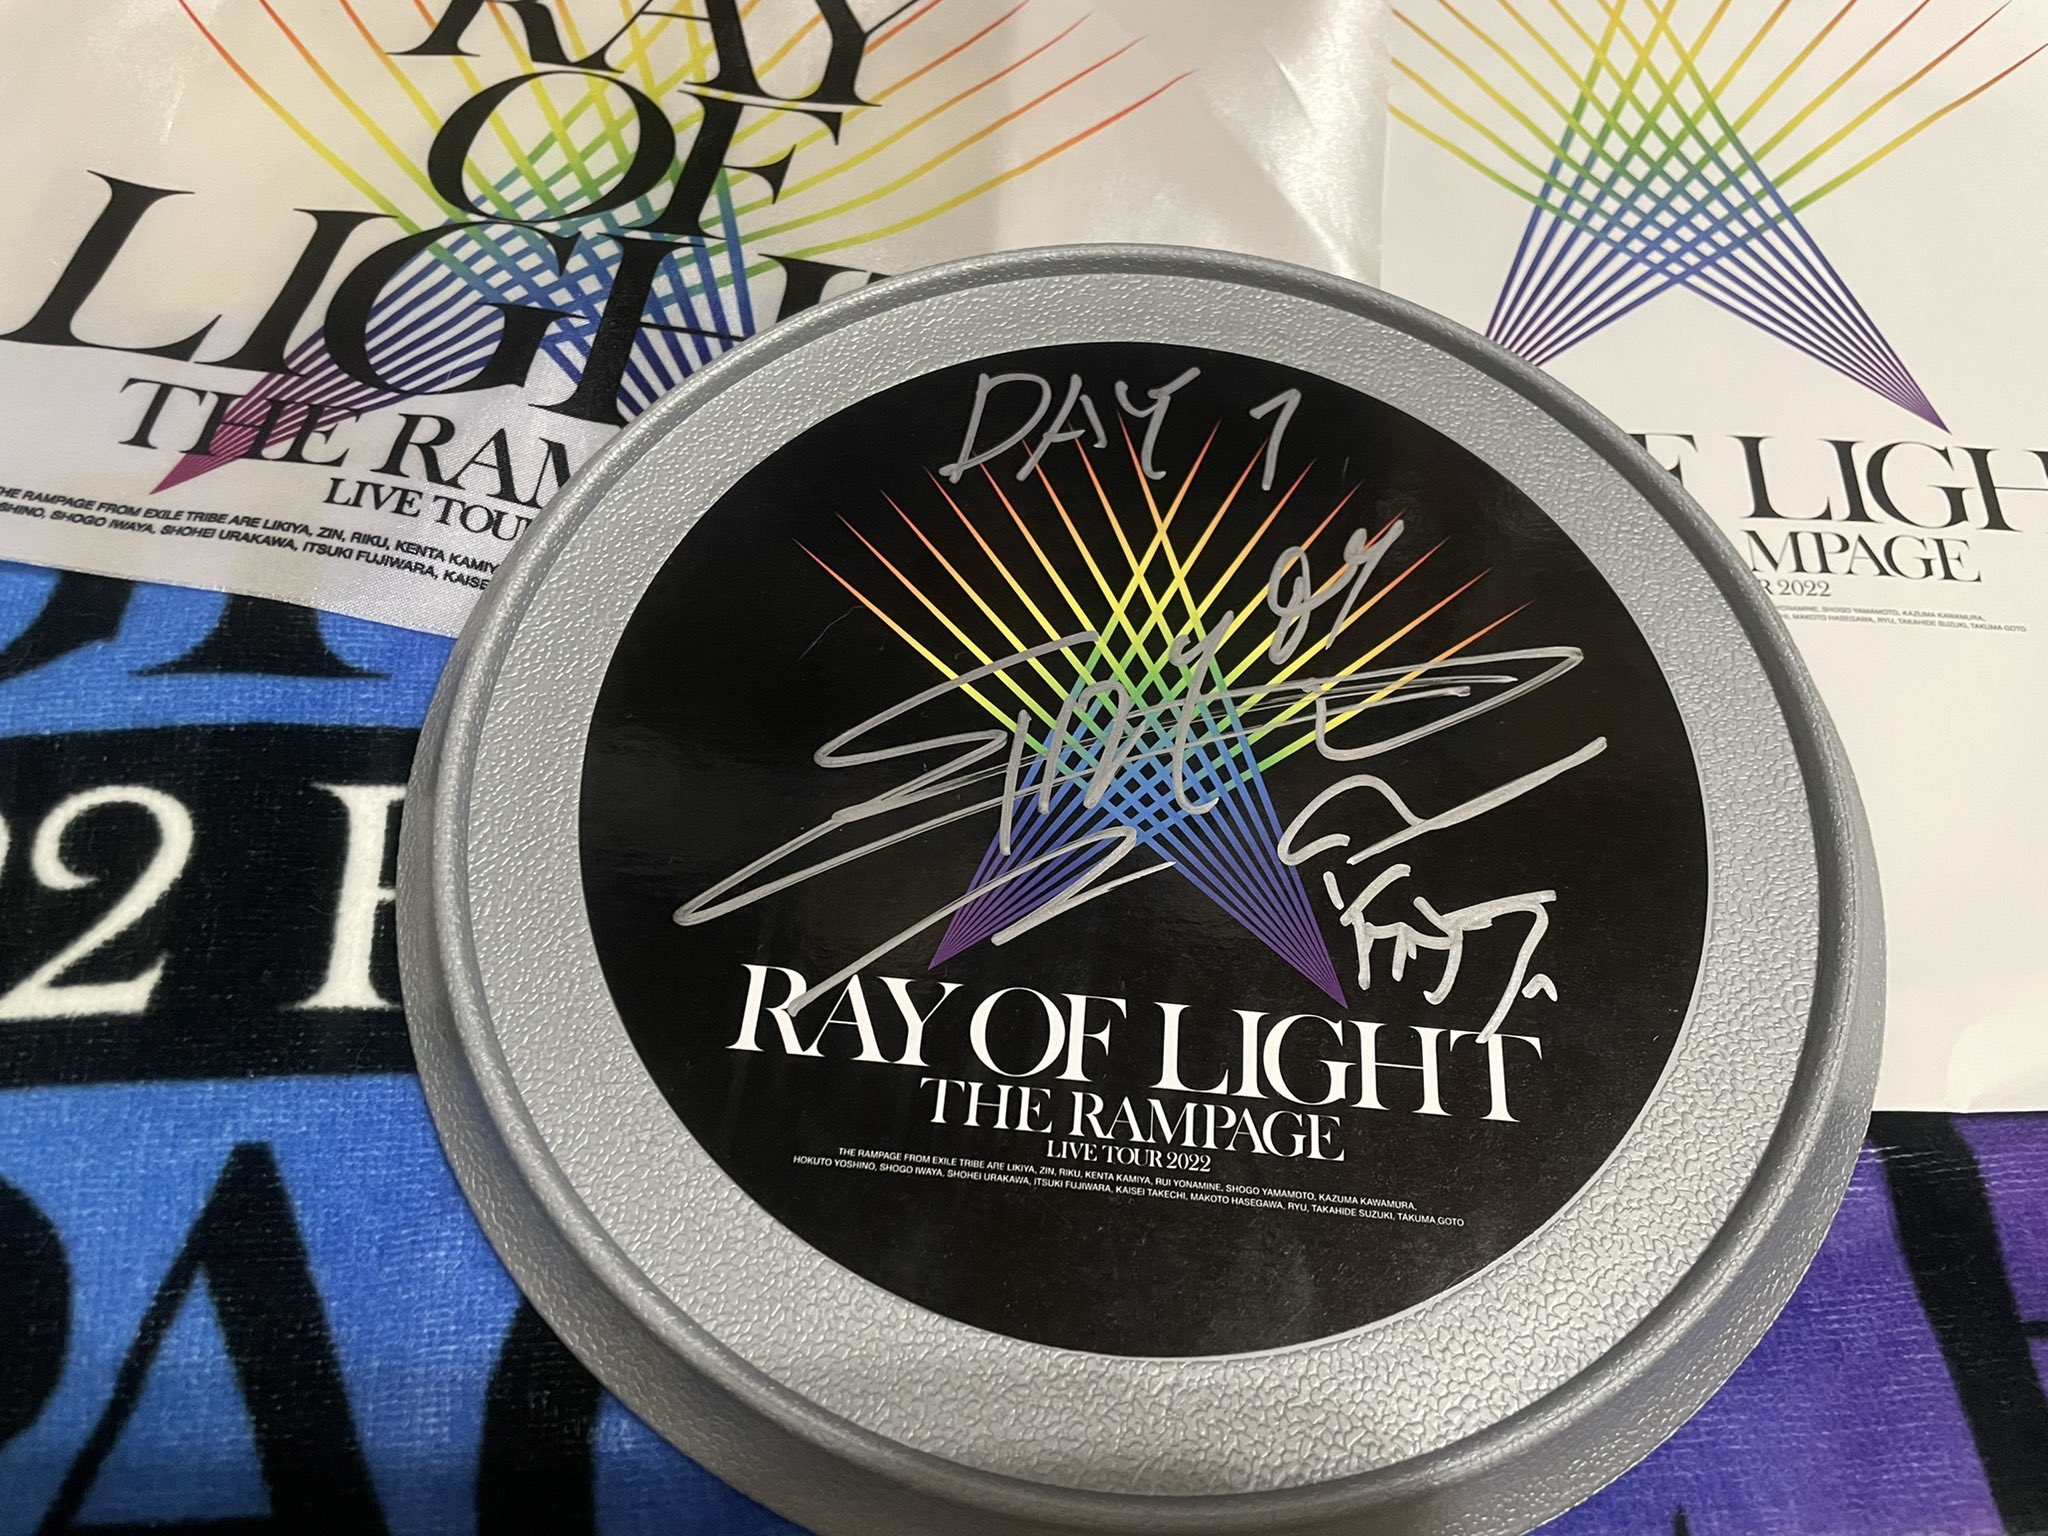 RAY
OF
LIGH
THE RAM
LIVE TOU
THE RAMPAGE FROM EXILE TRIBE ARE LIKIYA, ZIN, RIKU, KENTA KAMIY
SHINO, SHOGO IWAYA, SHOHEI URAKAWA, ITSUKI FUJIWARA, KAISE
F LIGH
MPAGE
R 2022
YONAMINE, SHOGO YAMAMOTO, KAZUMA KAWAMURA,
MAKOTO HASEGAWA, RYU, TAKAHIDE SUZUKI, TAKUMA GOTO
DAY 1
RAY OF LIGHT
THE RAMPAGE
LIVE TOUR 2022
THE RAMPAGE FROM EXILE TRIBE ARE LIKIYA, ZIN, RIKU, KENTA KAMIYA, RUI YONAMINE, SHOGO YAMAMOTO, KAZUMA KAWAMURA,
HOKUTO YOSHINO, SHOGO IWAYA, SHOHEI URAKAWA, ITSUKI FUJIWARA, KAISEI TAKECHI, MAKOTO HASEGAWA, RYU, TAKAHIDE SUZUKI, TAKUMA GOTO